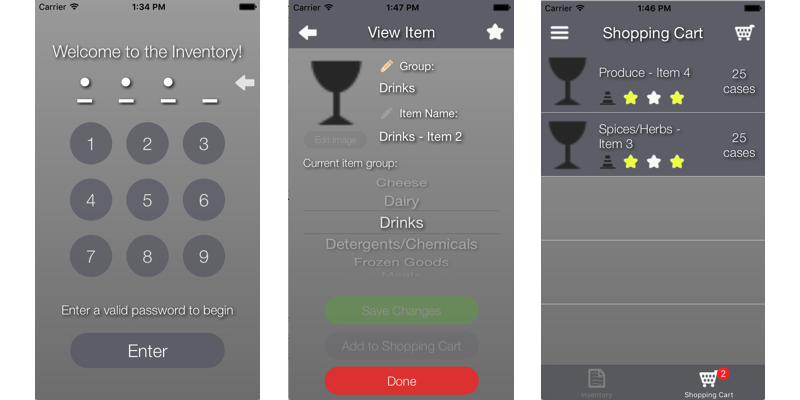 Carrier 1:34 PM
Welcome to the Inventory!
1 2 3
4 5 6
7 8 9
Enter a valid password to begin
Enter
Carrier 1:47 PM
View Item
Group:
Drinks
Item Name:
Edit Image
Drinks - Item 2
Current item group:
Cheese
Dairy
Drinks
Detergents/Chemicals
Frozen Goods
Save Changes
Add to Shopping Cart
Done
Carrier 1:46 PM
Shopping Cart
Produce - Item 4
25
cases
Spices/Herbs -
Item 3
25
cases
Inventory
2
Shopping Cart